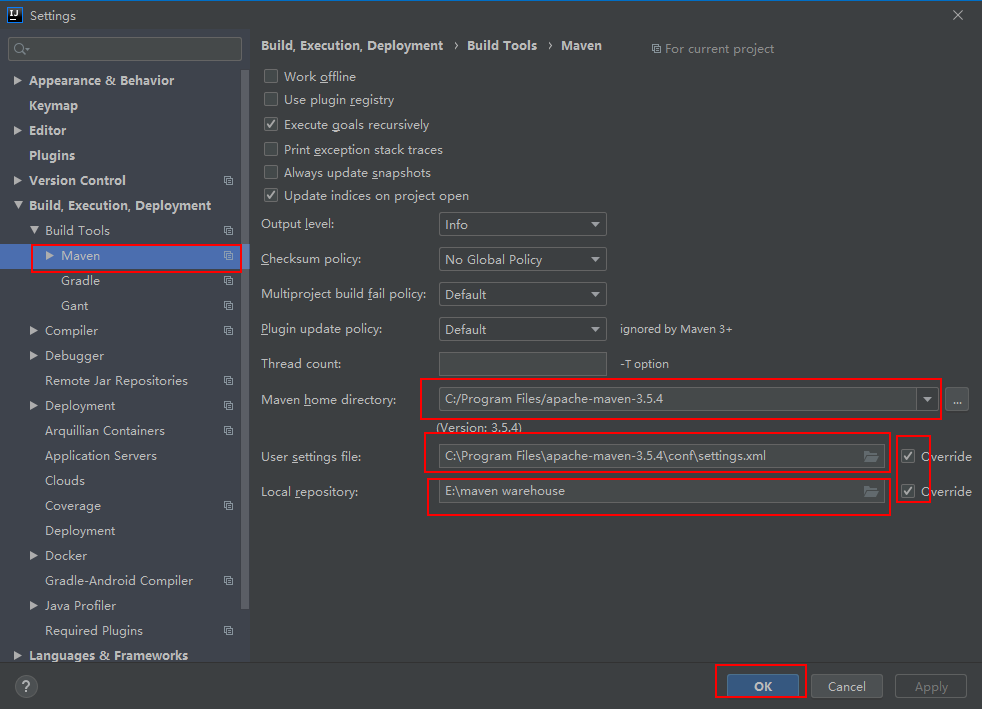 Settings
Build, Execution, Deployment › Build Tools › Maven For current project
Appearance & Behavior
Keymap
Editor
Plugins
Version Control
Build, Execution, Deployment
Build Tools
Maven
Gradle
Gant
Compiler
Debugger
Remote Jar Repositories
Deployment
Arquillian Containers
Application Servers
Clouds
Coverage
Deployment
Docker
Gradle-Android Compiler
Java Profiler
Required Plugins
Languages & Frameworks
Work offline
Use plugin registry
Execute goals recursively
Print exception stack traces
Always update snapshots
Update indices on project open
Output level: Info
Checksum policy: No Global Policy
Multiproject build fail policy: Default
Plugin update policy: Default ignored by Maven 3+
Thread count: -T option
Maven home directory: C:/Program Files/apache-maven-3.5.4 ...
(Version: 3.5.4)
User settings file: C:\Program Files\apache-maven-3.5.4\conf\settings.xml Override
Local repository: E:\maven warehouse Override
? OK Cancel Apply